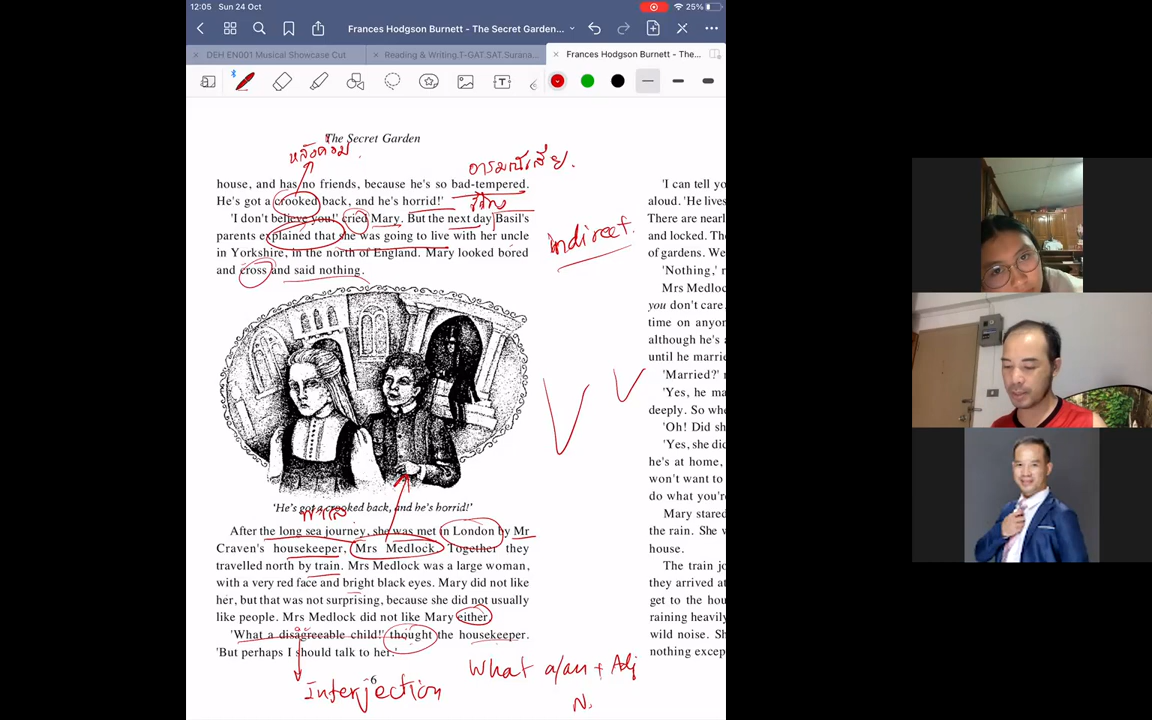 12:05 Sun 24 Oct
25%
Frances Hodgson Burnett - The Secret Garden...
DEH EN001 Musical Showcase Cut
Reading & Writing,T-GAT.SAT.Surana...
Frances Hodgson Burnett - The...
The Secret Garden
หลังค่อม
อารมณ์เสีย.
house, and has no friends, because he's so bad-tempered.
He's got a crooked back, and he's horrid!'
'I don't believe you!' cried Mary. But the next day Basil's
parents explained that she was going to live with her uncle
indirect.
in Yorkshire, in the north of England. Mary looked bored
and cross and said nothing.
'He's got a crooked back, and he's horrid!'
After the long sea journey, she was met in London by Mr
Craven's housekeeper, Mrs Medlock. Together they
travelled north by train. Mrs Medlock was a large woman,
with a very red face and bright black eyes. Mary did not like
her, but that was not surprising, because she did not usually
like people. Mrs Medlock did not like Mary either.
'What a disagreeable child!' thought the housekeeper.
'But perhaps I should talk to her.'
6
Interjection
What a/an + Adj
N.
'I can tell yo
aloud. 'He lives
There are nearl
and locked. Th
of gardens. We
'Nothing,'
Mrs Medloc
you don't care.
time on anyon
although he's
until he marrie
'Married?'
'Yes, he ma
deeply. So whe
'Oh! Did sh
'Yes, she did
he's at home,
won't want to
do what you're
Mary stared
the rain. She w
house.
The train jo
they arrived at
get to the hou
raining heavily
wild noise. Sh
nothing excep